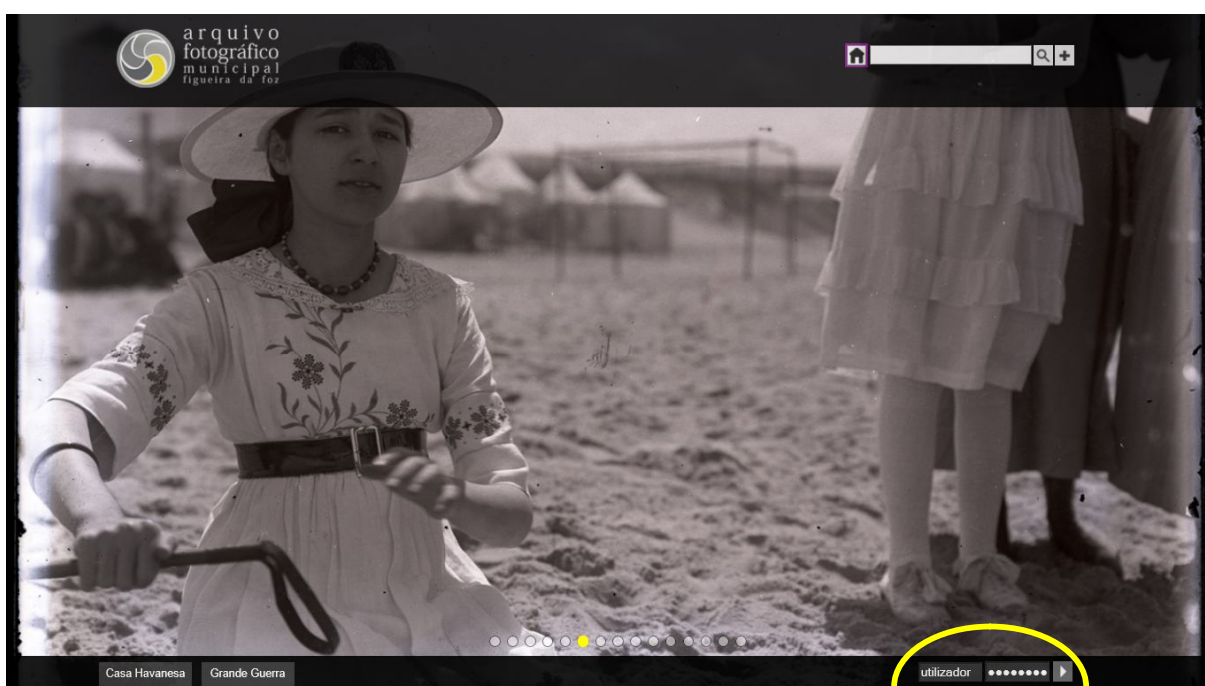 arquivo
fotográfico
municipal
figueira da foz
Casa Havanesa
Grande Guerra
utilizador
••••••••